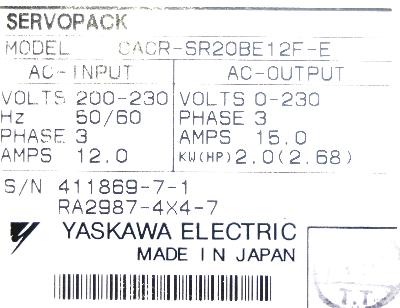 SERVOPACK
MODEL CACR-SR20BE12F-E
AC-INPUT AC-OUTPUT
VOLTS 200-230 VOLTS 0-230
Hz 50/60 PHASE 3
PHASE 3 AMPS 15.0
AMPS 12.0 KW(HP) 2.0(2.68)
S/N 411869-7-1
RA2987-4X4-7
YASKAWA ELECTRIC
MADE IN JAPAN
T.T